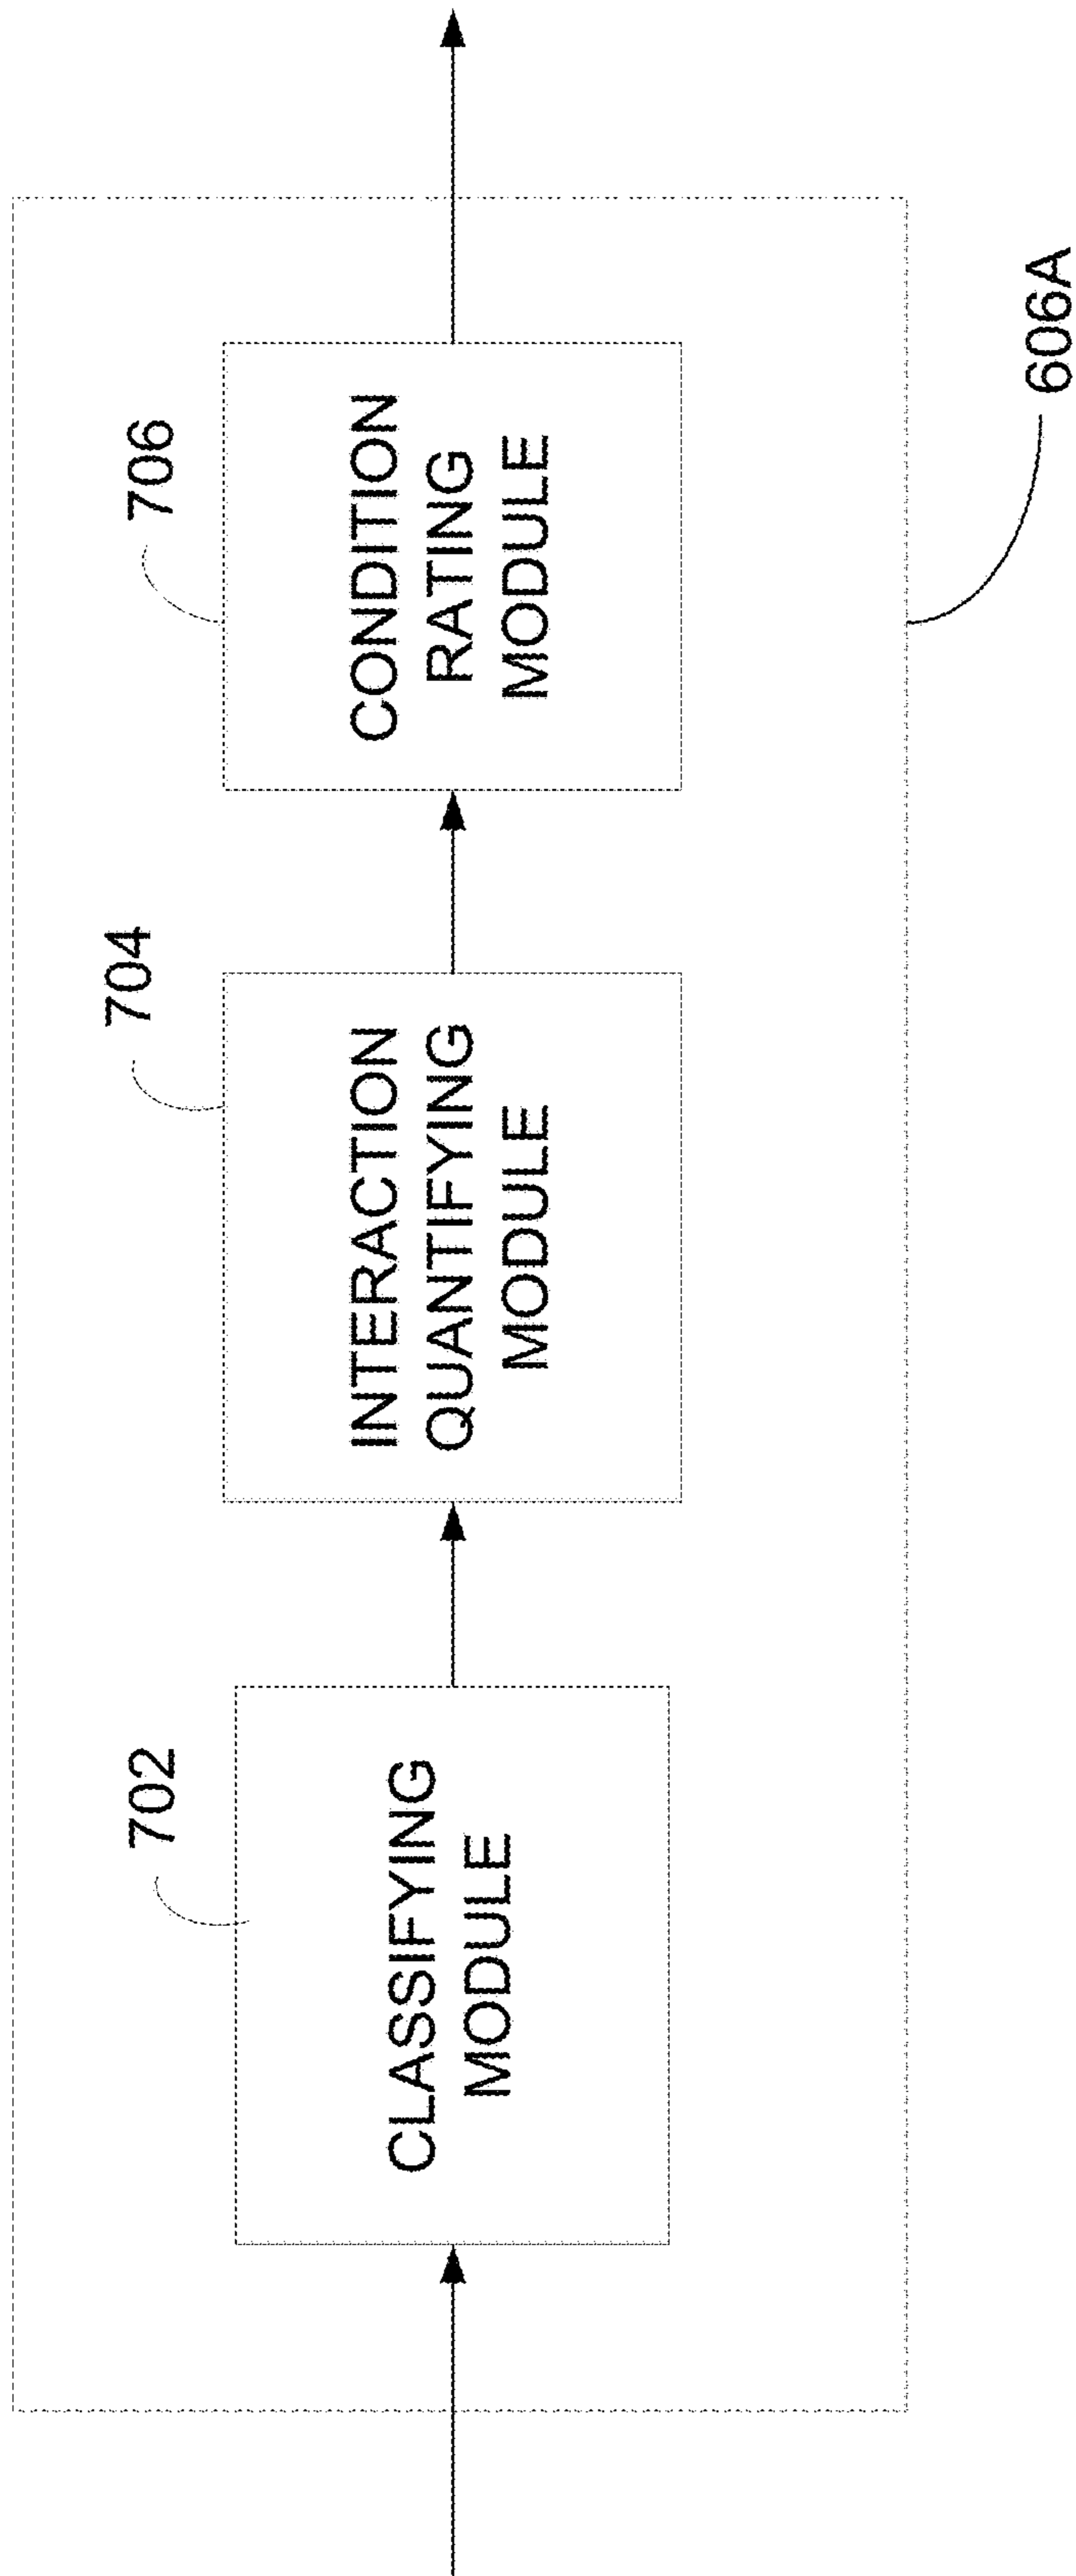 702
CLASSIFYING
MODULE
704
INTERACTION
QUANTIFYING
MODULE
706
CONDITION
RATING
MODULE
606A